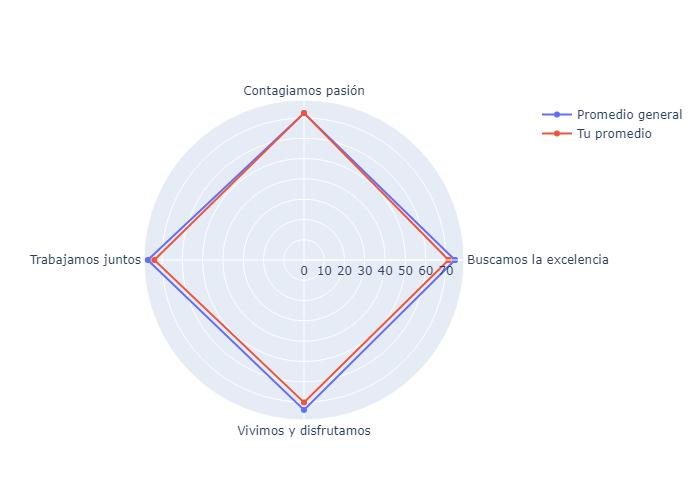 Contagiamos pasión
Promedio general
Tu promedio
Trabajamos juntos
Buscamos la excelencia
0 10 20 30 40 50 60 70
Vivimos y disfrutamos